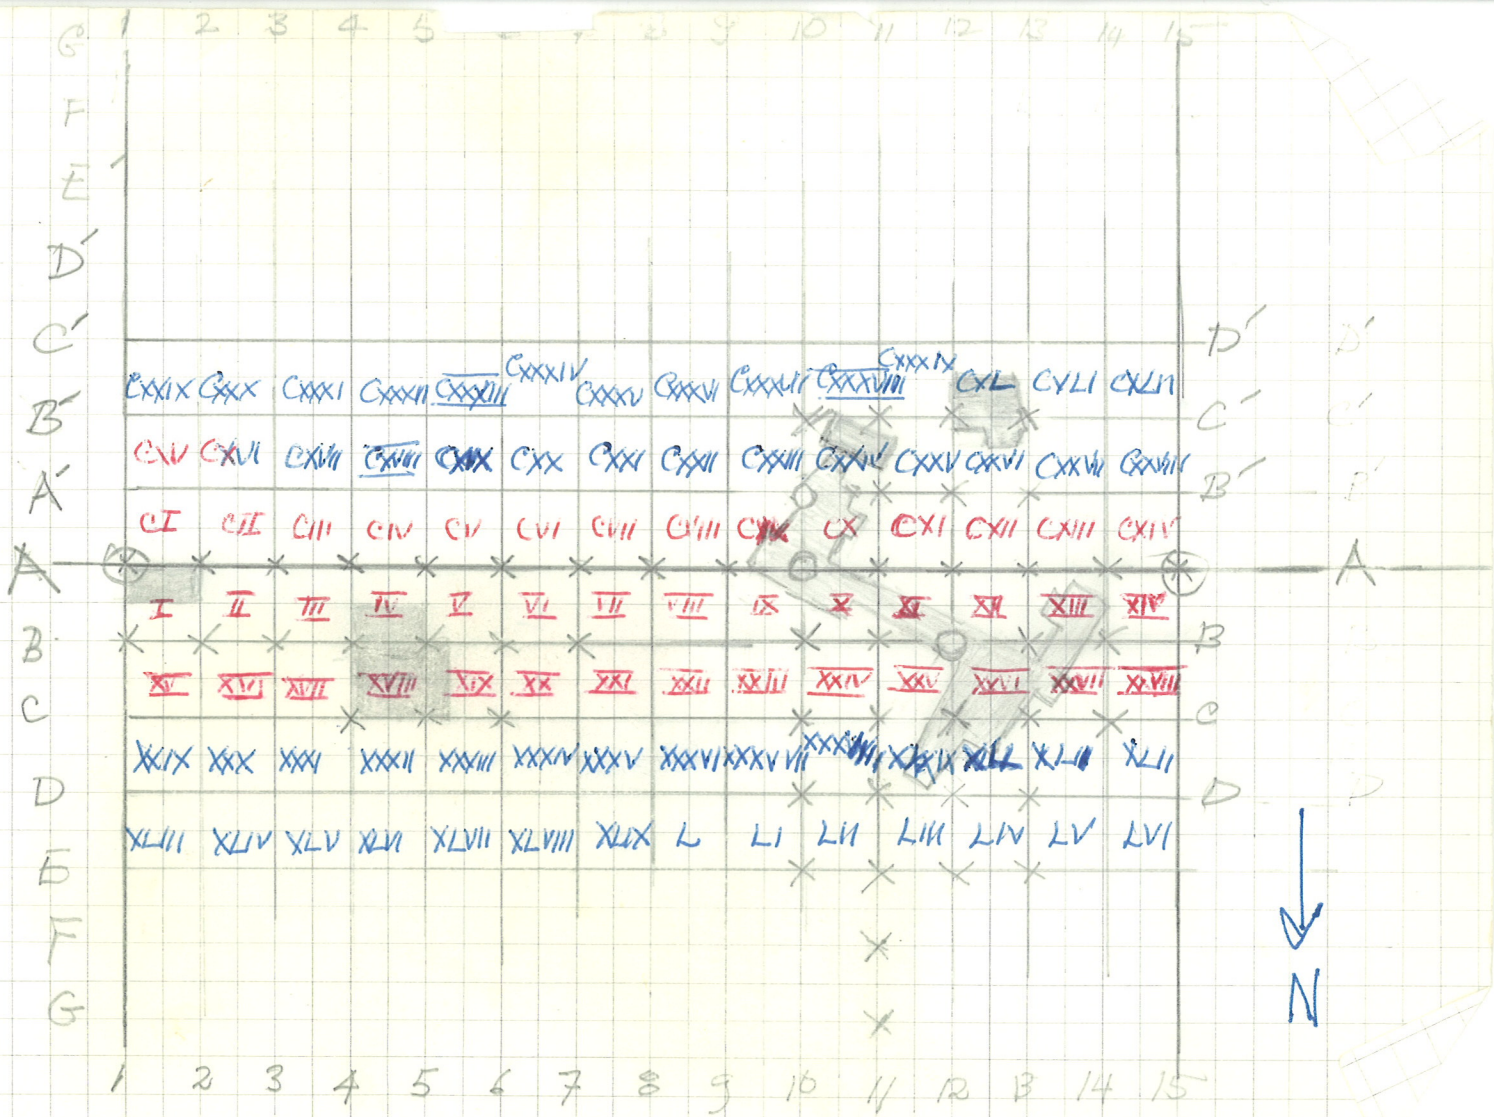 G 1 2 3 4 5 6 7 8 9 10 11 12 13 14 15
F
E′
D′
C′ D′ D′
CXXIX CXXX CXXXI CXXXII CXXXIII CXXXIV CXXXV CXXXVI CXXXVII CXXXVIII CXXXIX CXL CXLI CXLII
B′ C′ C′
CXV CXVI CXVII CXVIII CXIX CXX CXXI CXXII CXXIII CXXIV CXXV CXXVI CXXVII CXXVIII
A′ B′ B′
CI CII CIII CIV CV CVI CVII CVIII CIX CX CXI CXII CXIII CXIV
A A
I II III IV V VI VII VIII IX X XI XII XIII XIV
B B
XV XVI XVII XVIII XIX XX XXI XXII XXIII XXIV XXV XXVI XXVII XXVIII
C C
XXIX XXX XXXI XXXII XXXIII XXXIV XXXV XXXVI XXXVII XXXVIII XLII
D D D
XLIII XLIV XLV XLVI XLVII XLVIII XLIX L LI LII LIII LIV LV LVI
E
F
G
N
1 2 3 4 5 6 7 8 9 10 11 12 13 14 15